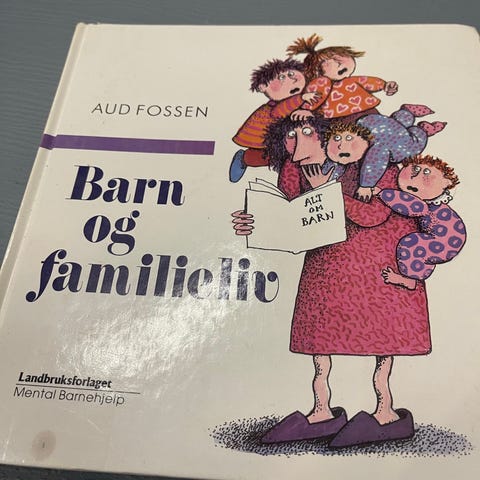 AUD FOSSEN
Barn
og
familieliv
ALT
OM
BARN
Landbruksforlaget
Mental Barnehjelp